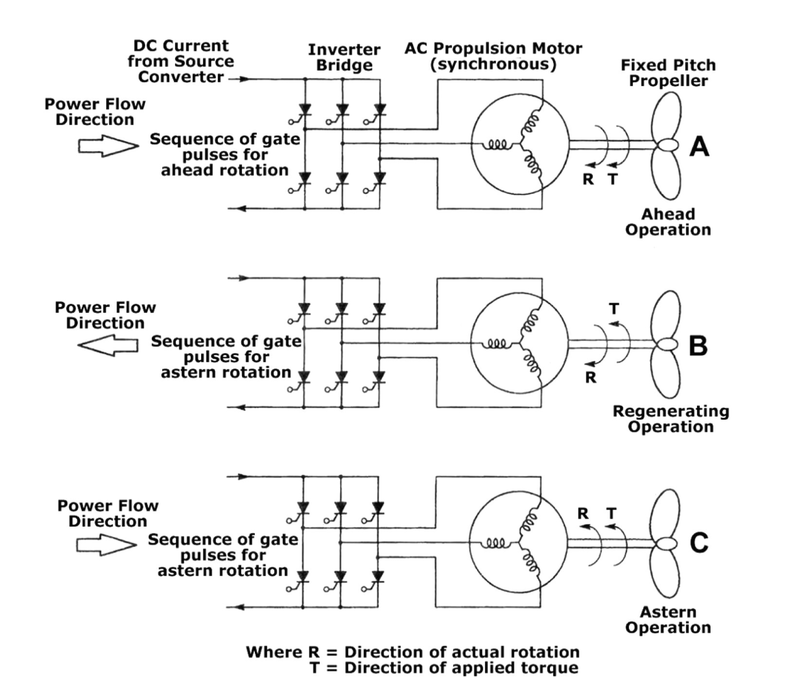 DC Current
from Source
Converter
Inverter
Bridge
AC Propulsion Motor
(synchronous)
Fixed Pitch
Propeller
Power Flow
Direction
Sequence of gate
pulses for
ahead rotation
R T
A
Ahead
Operation
Power Flow
Direction
Sequence of gate
pulses for
astern rotation
T
R
B
Regenerating
Operation
Power Flow
Direction
Sequence of gate
pulses for
astern rotation
R T
C
Astern
Operation
Where R = Direction of actual rotation
T = Direction of applied torque